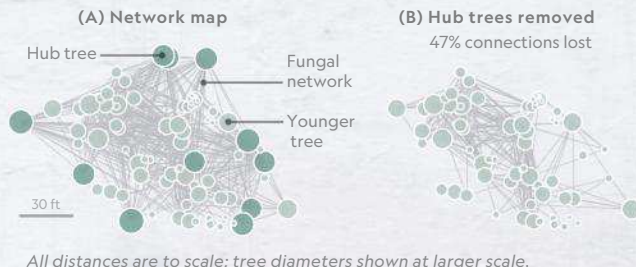 (A) Network map
Hub tree
Fungal
network
Younger
tree
30 ft
(B) Hub trees removed
47% connections lost
All distances are to scale; tree diameters shown at larger scale.